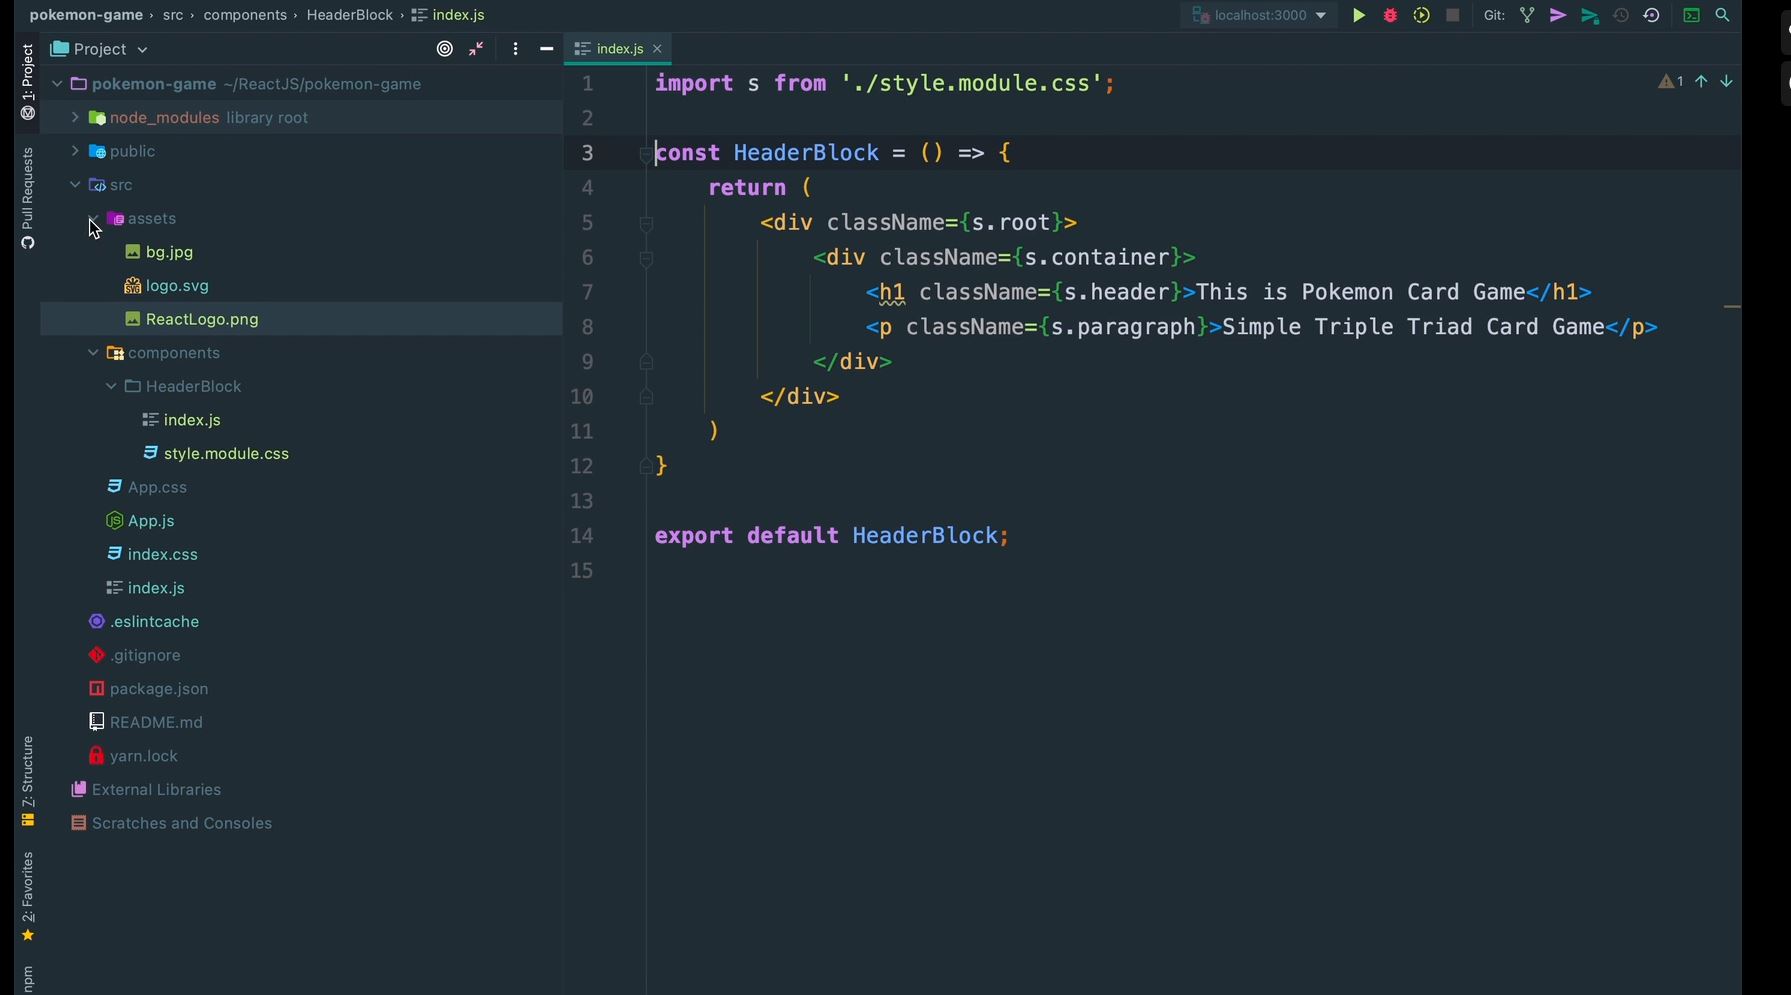 pokemon-game › src › components › HeaderBlock › index.js
localhost:3000
Git:
1: Project
Pull Requests
7: Structure
2: Favorites
npm
Project
pokemon-game ~/ReactJS/pokemon-game
node_modules library root
public
src
assets
bg.jpg
logo.svg
ReactLogo.png
components
HeaderBlock
index.js
style.module.css
App.css
App.js
index.css
index.js
.eslintcache
.gitignore
package.json
README.md
yarn.lock
External Libraries
Scratches and Consoles
index.js
1
1 import s from './style.module.css';
2
3 const HeaderBlock = () => {
4 return (
5 <div className={s.root}>
6 <div className={s.container}>
7 <h1 className={s.header}>This is Pokemon Card Game</h1>
8 <p className={s.paragraph}>Simple Triple Triad Card Game</p>
9 </div>
10 </div>
11 )
12 }
13
14 export default HeaderBlock;
15